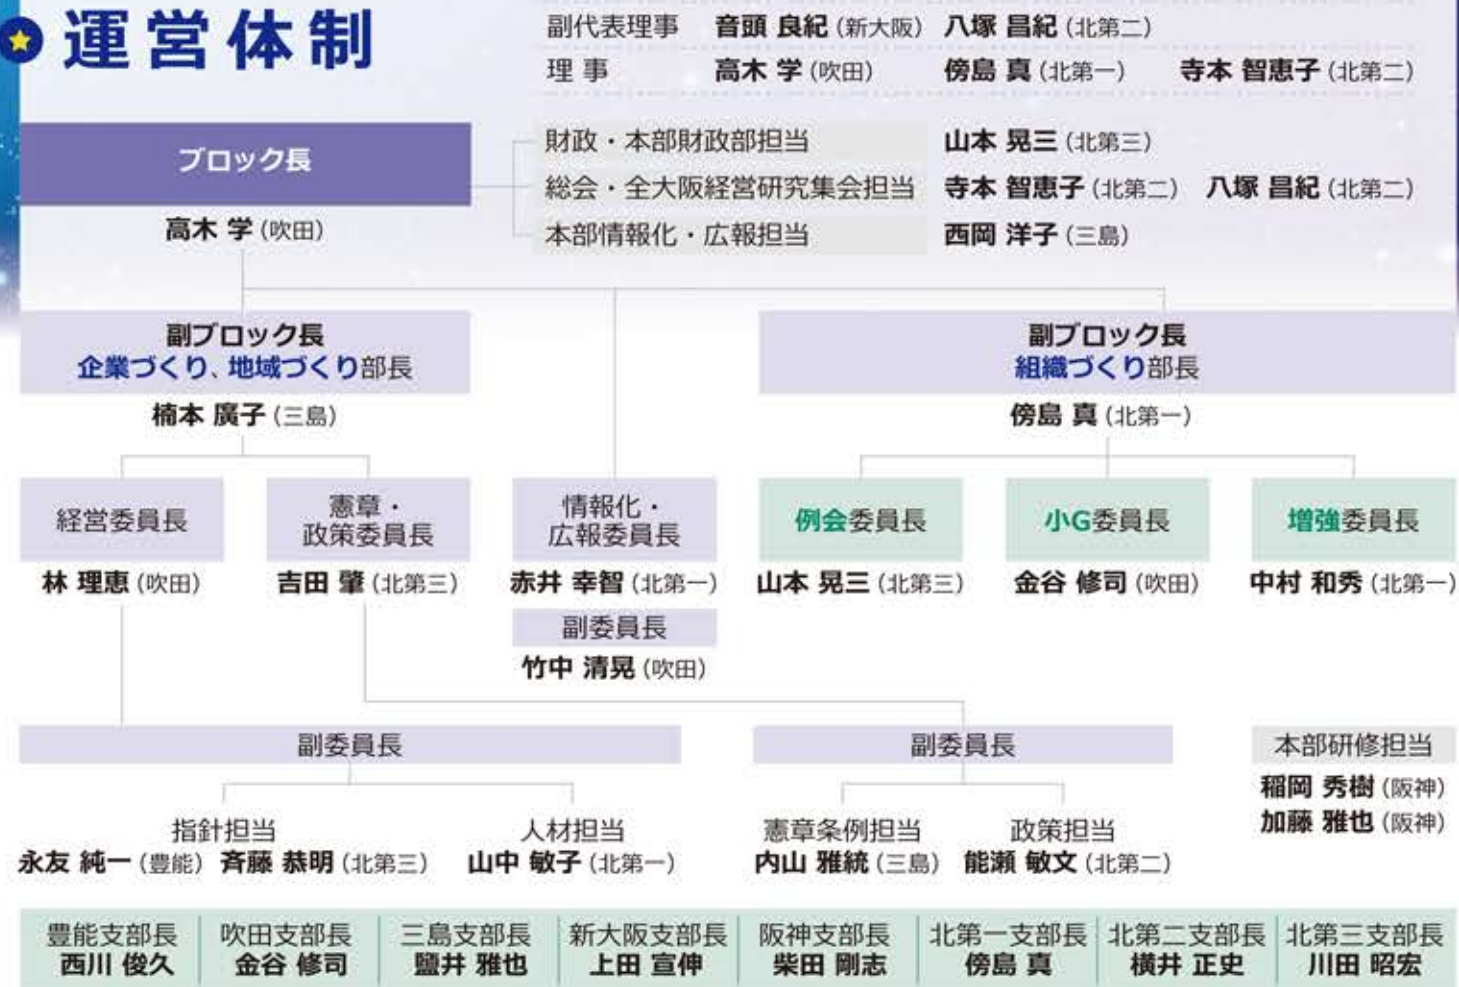 運営体制
副代表理事 音頭 良紀(新大阪) 八塚 昌紀(北第二)
理 事 高木 学(吹田) 傍島 真(北第一) 寺本 智恵子(北第二)
ブロック長
高木 学(吹田)
財政・本部財政部担当 山本 晃三(北第三)
総会・全大阪経営研究集会担当 寺本 智恵子(北第二) 八塚 昌紀(北第二)
本部情報化・広報担当 西岡 洋子(三島)
副ブロック長
企業づくり、地域づくり部長
楠本 廣子(三島)
副ブロック長
組織づくり部長
傍島 真(北第一)
経営委員長
林 理恵(吹田)
憲章・
政策委員長
吉田 肇(北第三)
情報化・
広報委員長
赤井 幸智(北第一)
副委員長
竹中 清晃(吹田)
例会委員長
山本 晃三(北第三)
小G委員長
金谷 修司(吹田)
増強委員長
中村 和秀(北第一)
副委員長
指針担当
永友 純一(豊能) 斉藤 恭明(北第三)
人材担当
山中 敏子(北第一)
副委員長
憲章条例担当
内山 雅統(三島)
政策担当
能瀬 敏文(北第二)
本部研修担当
稲岡 秀樹(阪神)
加藤 雅也(阪神)
豊能支部長
西川 俊久
吹田支部長
金谷 修司
三島支部長
鹽井 雅也
新大阪支部長
上田 宣伸
阪神支部長
柴田 剛志
北第一支部長
傍島 真
北第二支部長
横井 正史
北第三支部長
川田 昭宏